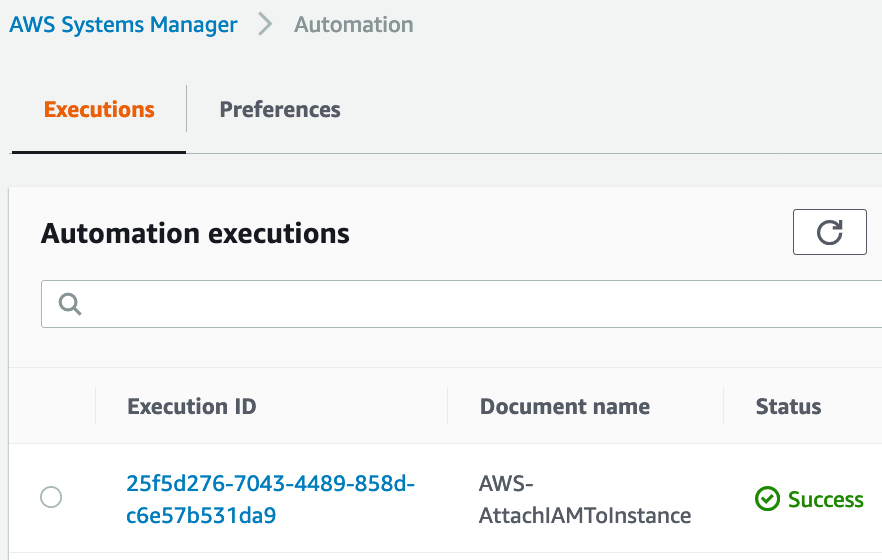 AWS Systems Manager > Automation
Executions Preferences
Automation executions
Execution ID Document name Status
25f5d276-7043-4489-858d-
c6e57b531da9
AWS-
AttachIAMToInstance
Success